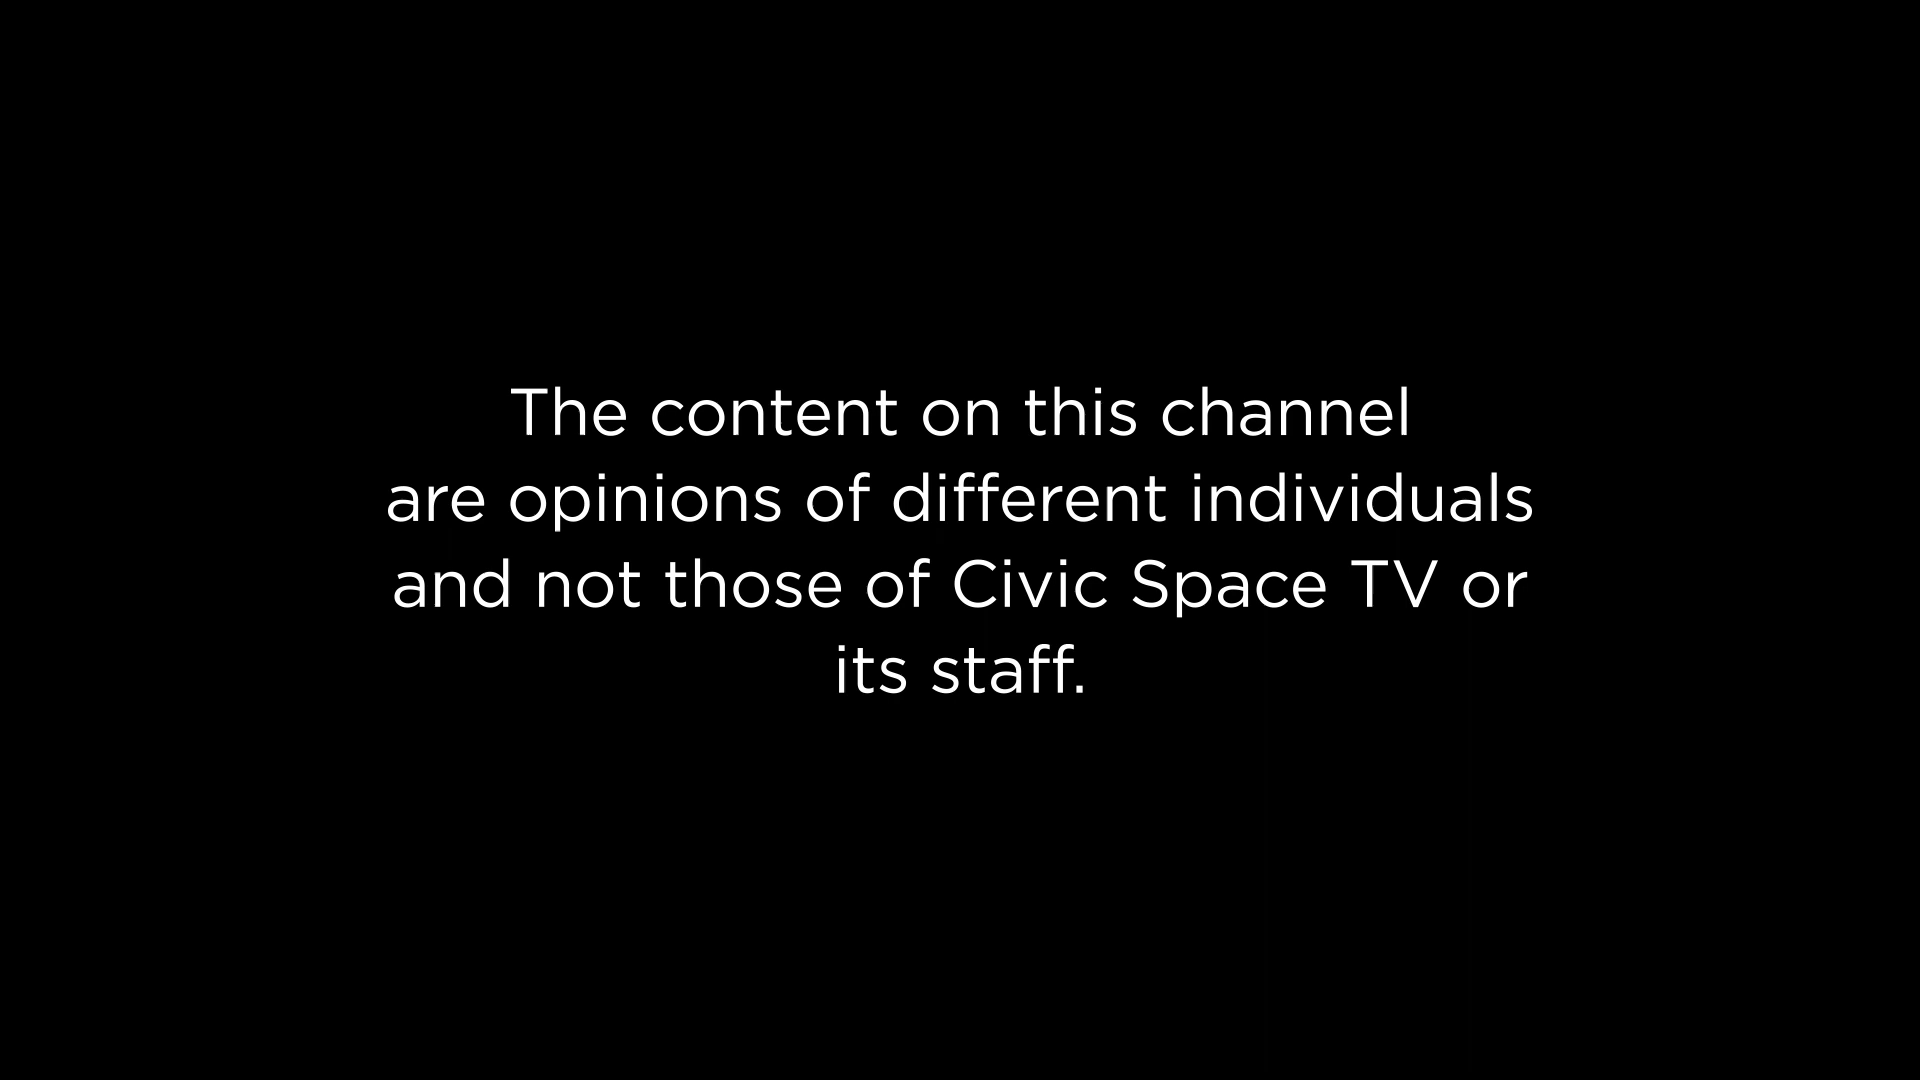 The content on this channel
are opinions of different individuals
and not those of Civic Space TV or
its staff.